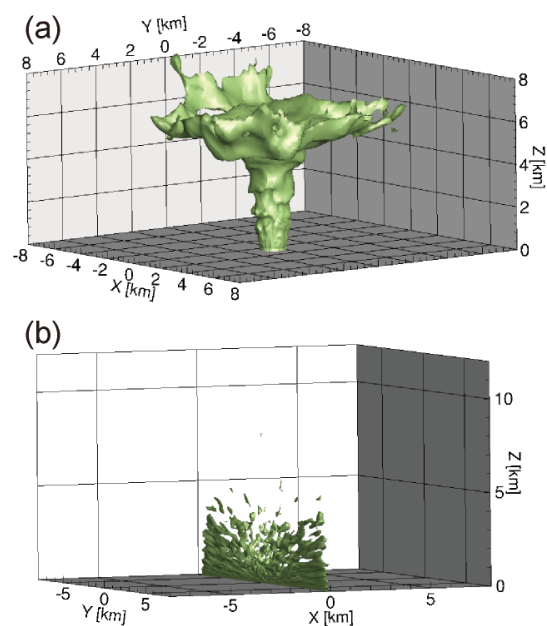 (a)
Y [km]
8 6 4 2 0 -2 -4 -6 -8
8
6
4
2
0
Z [km]
-8 -6 -4 -2 0 2 4 6 8
X [km]
(b)
10
5
0
Z [km]
-5 0 5
Y [km]
-5 0 5
X [km]